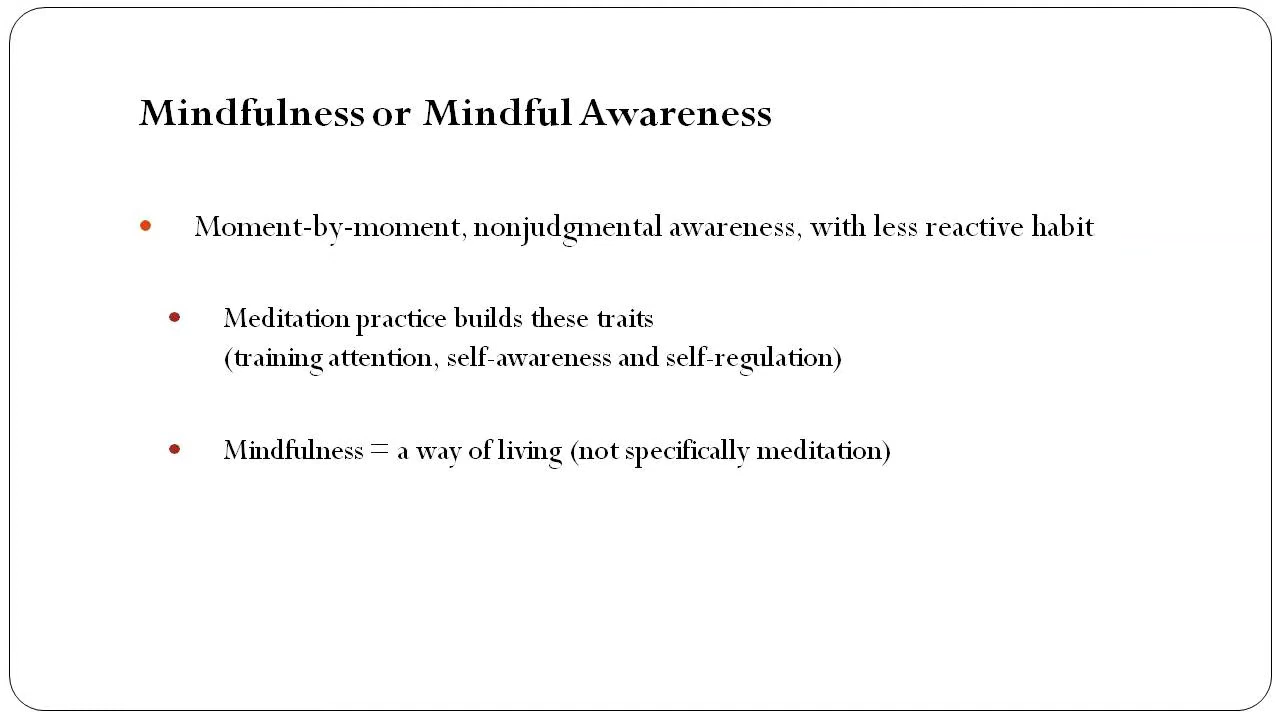 Mindfulness or Mindful Awareness
Moment-by-moment, nonjudgmental awareness, with less reactive habit
Meditation practice builds these traits
(training attention, self-awareness and self-regulation)
Mindfulness = a way of living (not specifically meditation)